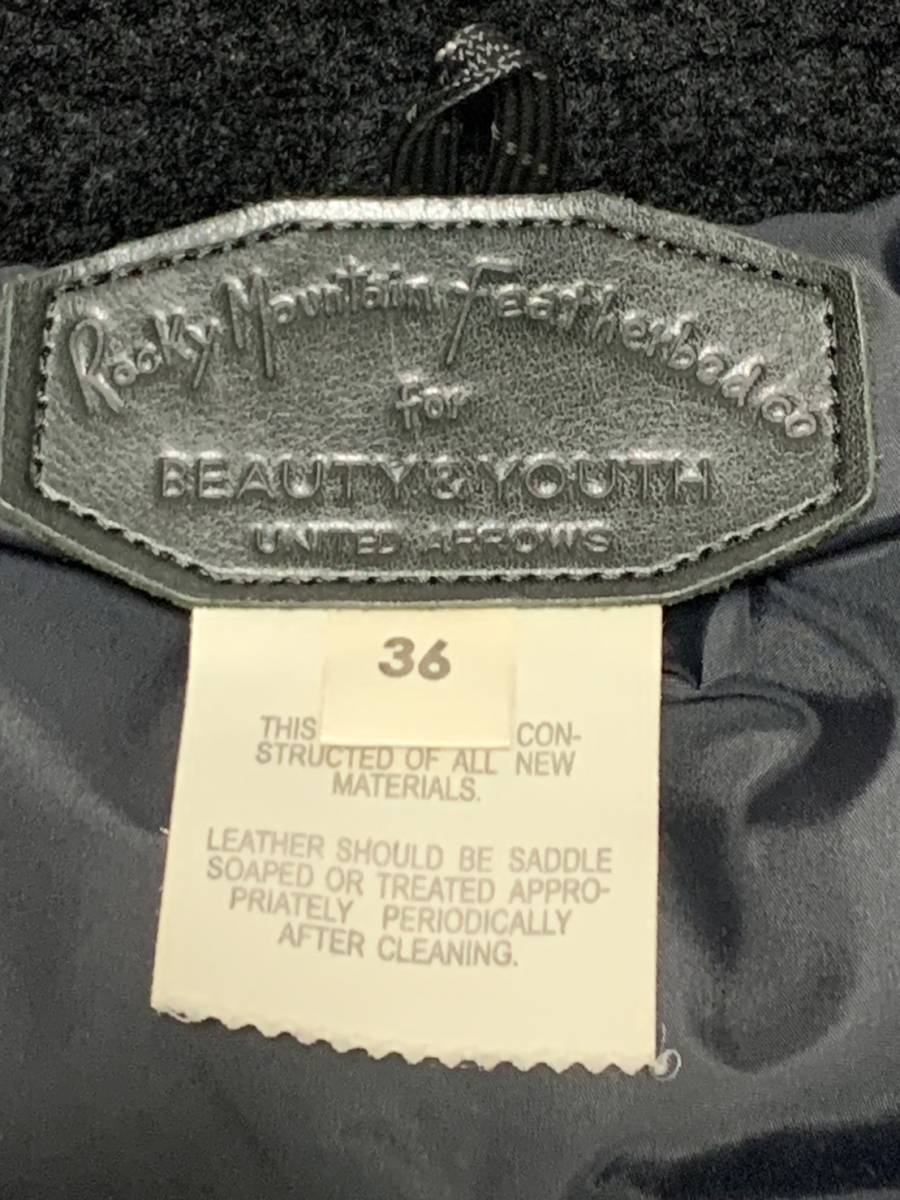 Rocky Mountain Featherbed co
for
BEAUTY & YOUTH
UNITED ARROWS
36
THIS CON-
STRUCTED OF ALL NEW
MATERIALS.
LEATHER SHOULD BE SADDLE
SOAPED OR TREATED APPRO-
PRIATELY PERIODICALLY
AFTER CLEANING.